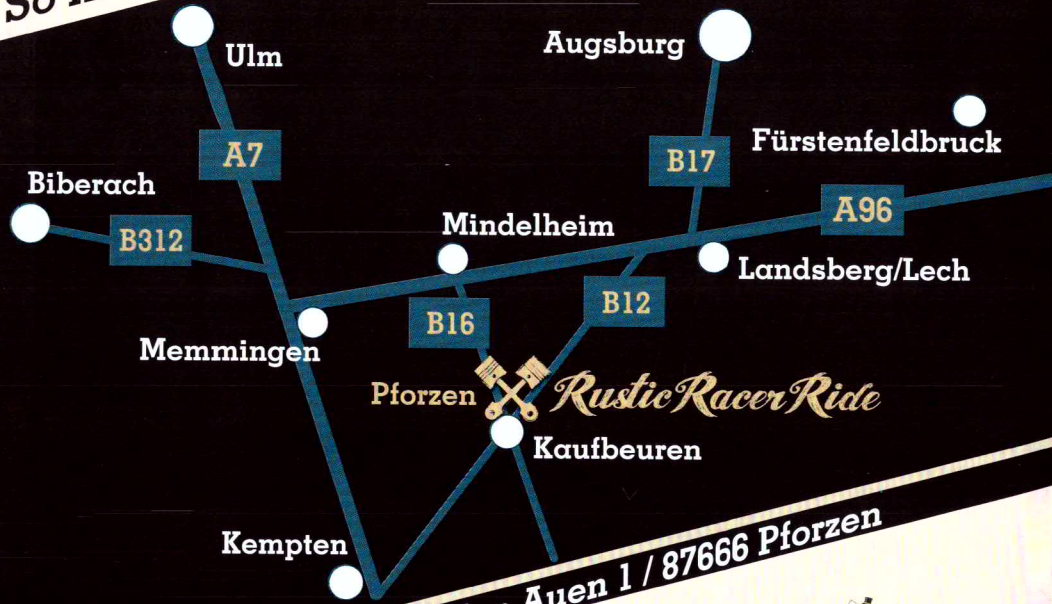 So
Ulm
Augsburg
A7
B17
Fürstenfeldbruck
Biberach
A96
B312
Mindelheim
Landsberg/Lech
B16
B12
Memmingen
Pforzen
Rustic Racer Ride
Kaufbeuren
Kempten
Auen 1 / 87666 Pforzen